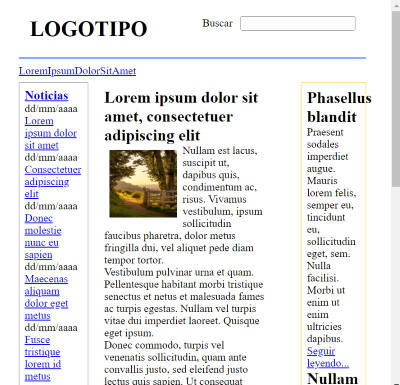 LOGOTIPO
Buscar
LoremIpsumDolorSitAmet
Noticias
dd/mm/aaaa
Lorem
ipsum dolor
sit amet
dd/mm/aaaa
Consectetuer
adipiscing
elit
dd/mm/aaaa
Donec
molestie
nunc eu
sapien
dd/mm/aaaa
Maecenas
aliquam
dolor eget
metus
dd/mm/aaaa
Fusce
tristique
lorem id
metus
Lorem ipsum dolor sit
amet, consectetuer
adipiscing elit
Nullam est lacus,
suscipit ut,
dapibus quis,
condimentum ac,
risus. Vivamus
vestibulum, ipsum
sollicitudin
faucibus pharetra, dolor metus
fringilla dui, vel aliquet pede diam
tempor tortor.
Vestibulum pulvinar urna et quam.
Pellentesque habitant morbi tristique
senectus et netus et malesuada fames
ac turpis egestas. Nullam vel turpis
vitae dui imperdiet laoreet. Quisque
eget ipsum.
Donec commodo, turpis vel
venenatis sollicitudin, quam ante
convallis justo, sed eleifend justo
lectus quis sapien. Ut consequat
Phasellus
blandit
Praesent
sodales
imperdiet
augue.
Mauris
lorem felis,
semper eu,
tincidunt
eu,
sollicitudin
eget, sem.
Nulla
facilisi.
Morbi ut
enim ut
enim
ultricies
dapibus.
Seguir
leyendo...
Nullam